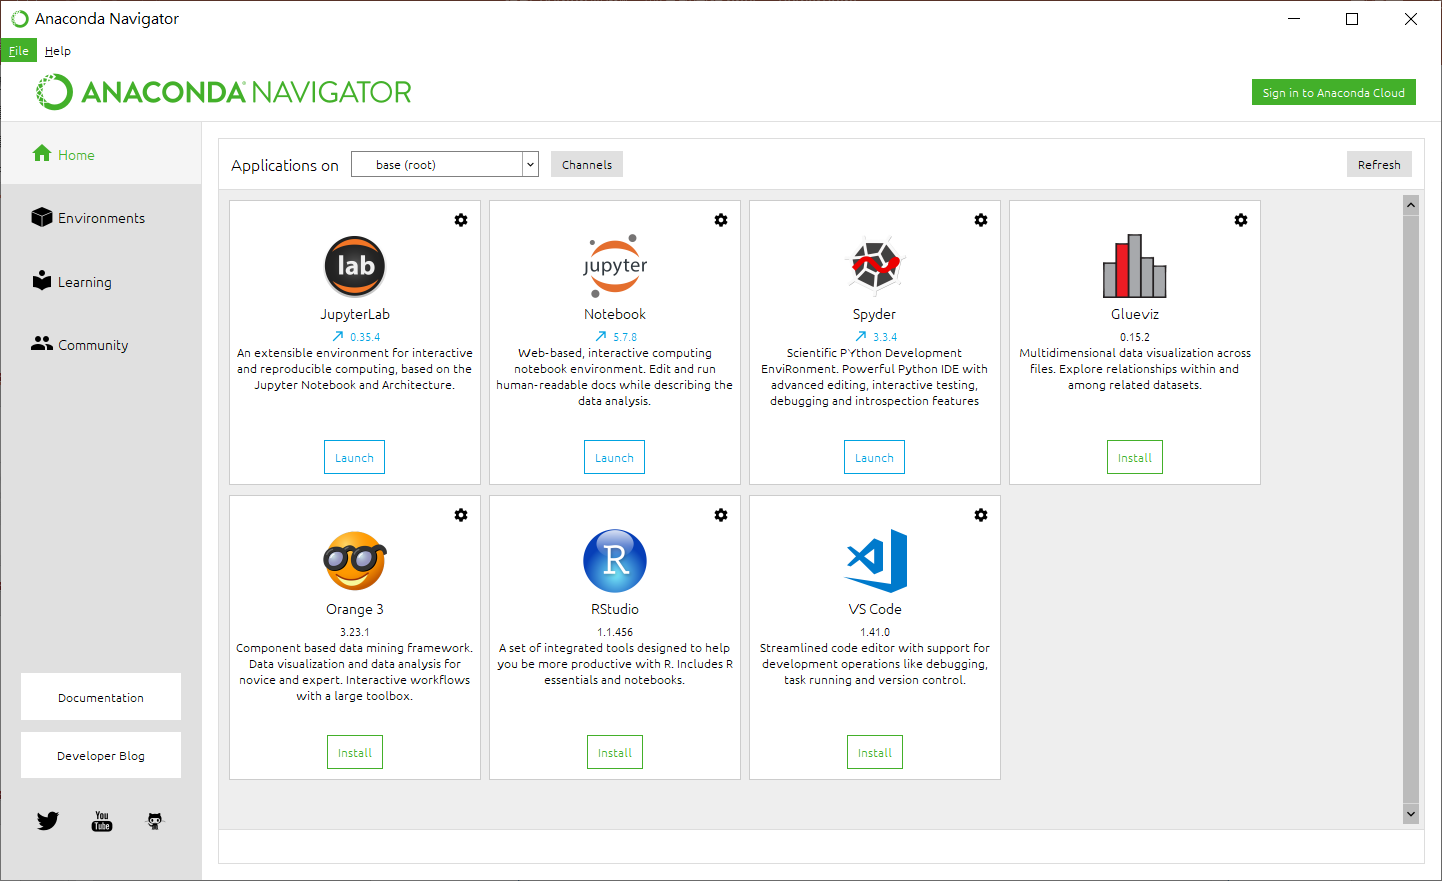 Anaconda Navigator
File Help
ANACONDA NAVIGATOR
Sign in to Anaconda Cloud
Home
Environments
Learning
Community
Documentation
Developer Blog
You
Tube
Applications on base (root) Channels Refresh
lab
JupyterLab
0.35.4
An extensible environment for interactive
and reproducible computing, based on the
Jupyter Notebook and Architecture.
Launch
jupyter
Notebook
5.7.8
Web-based, interactive computing
notebook environment. Edit and run
human-readable docs while describing the
data analysis.
Launch
Spyder
3.3.4
Scientific PYthon Development
EnviRonment. Powerful Python IDE with
advanced editing, interactive testing,
debugging and introspection features
Launch
Glueviz
0.15.2
Multidimensional data visualization across
files. Explore relationships within and
among related datasets.
Install
Orange 3
3.23.1
Component based data mining framework.
Data visualization and data analysis for
novice and expert. Interactive workflows
with a large toolbox.
Install
R
RStudio
1.1.456
A set of integrated tools designed to help
you be more productive with R. Includes R
essentials and notebooks.
Install
VS Code
1.41.0
Streamlined code editor with support for
development operations like debugging,
task running and version control.
Install